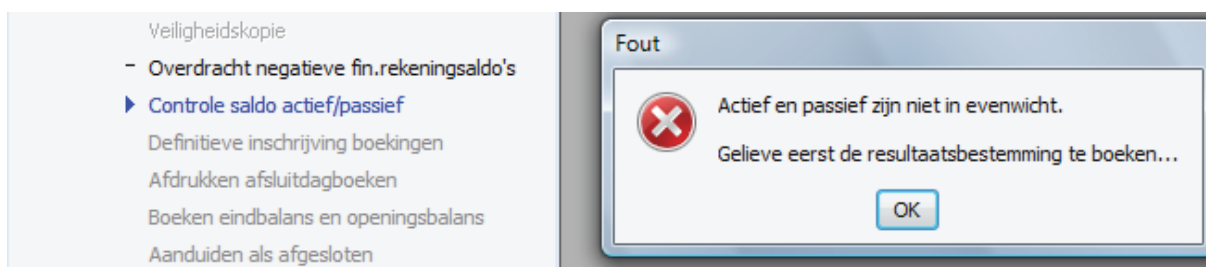 Veiligheidskopie
- Overdracht negatieve fin.rekeningsaldo's
Controle saldo actief/passief
Definitieve inschrijving boekingen
Afdrukken afsluitdagboeken
Boeken eindbalans en openingsbalans
Aanduiden als afgesloten
Fout
Actief en passief zijn niet in evenwicht.
Gelieve eerst de resultaatsbestemming te boeken...
OK